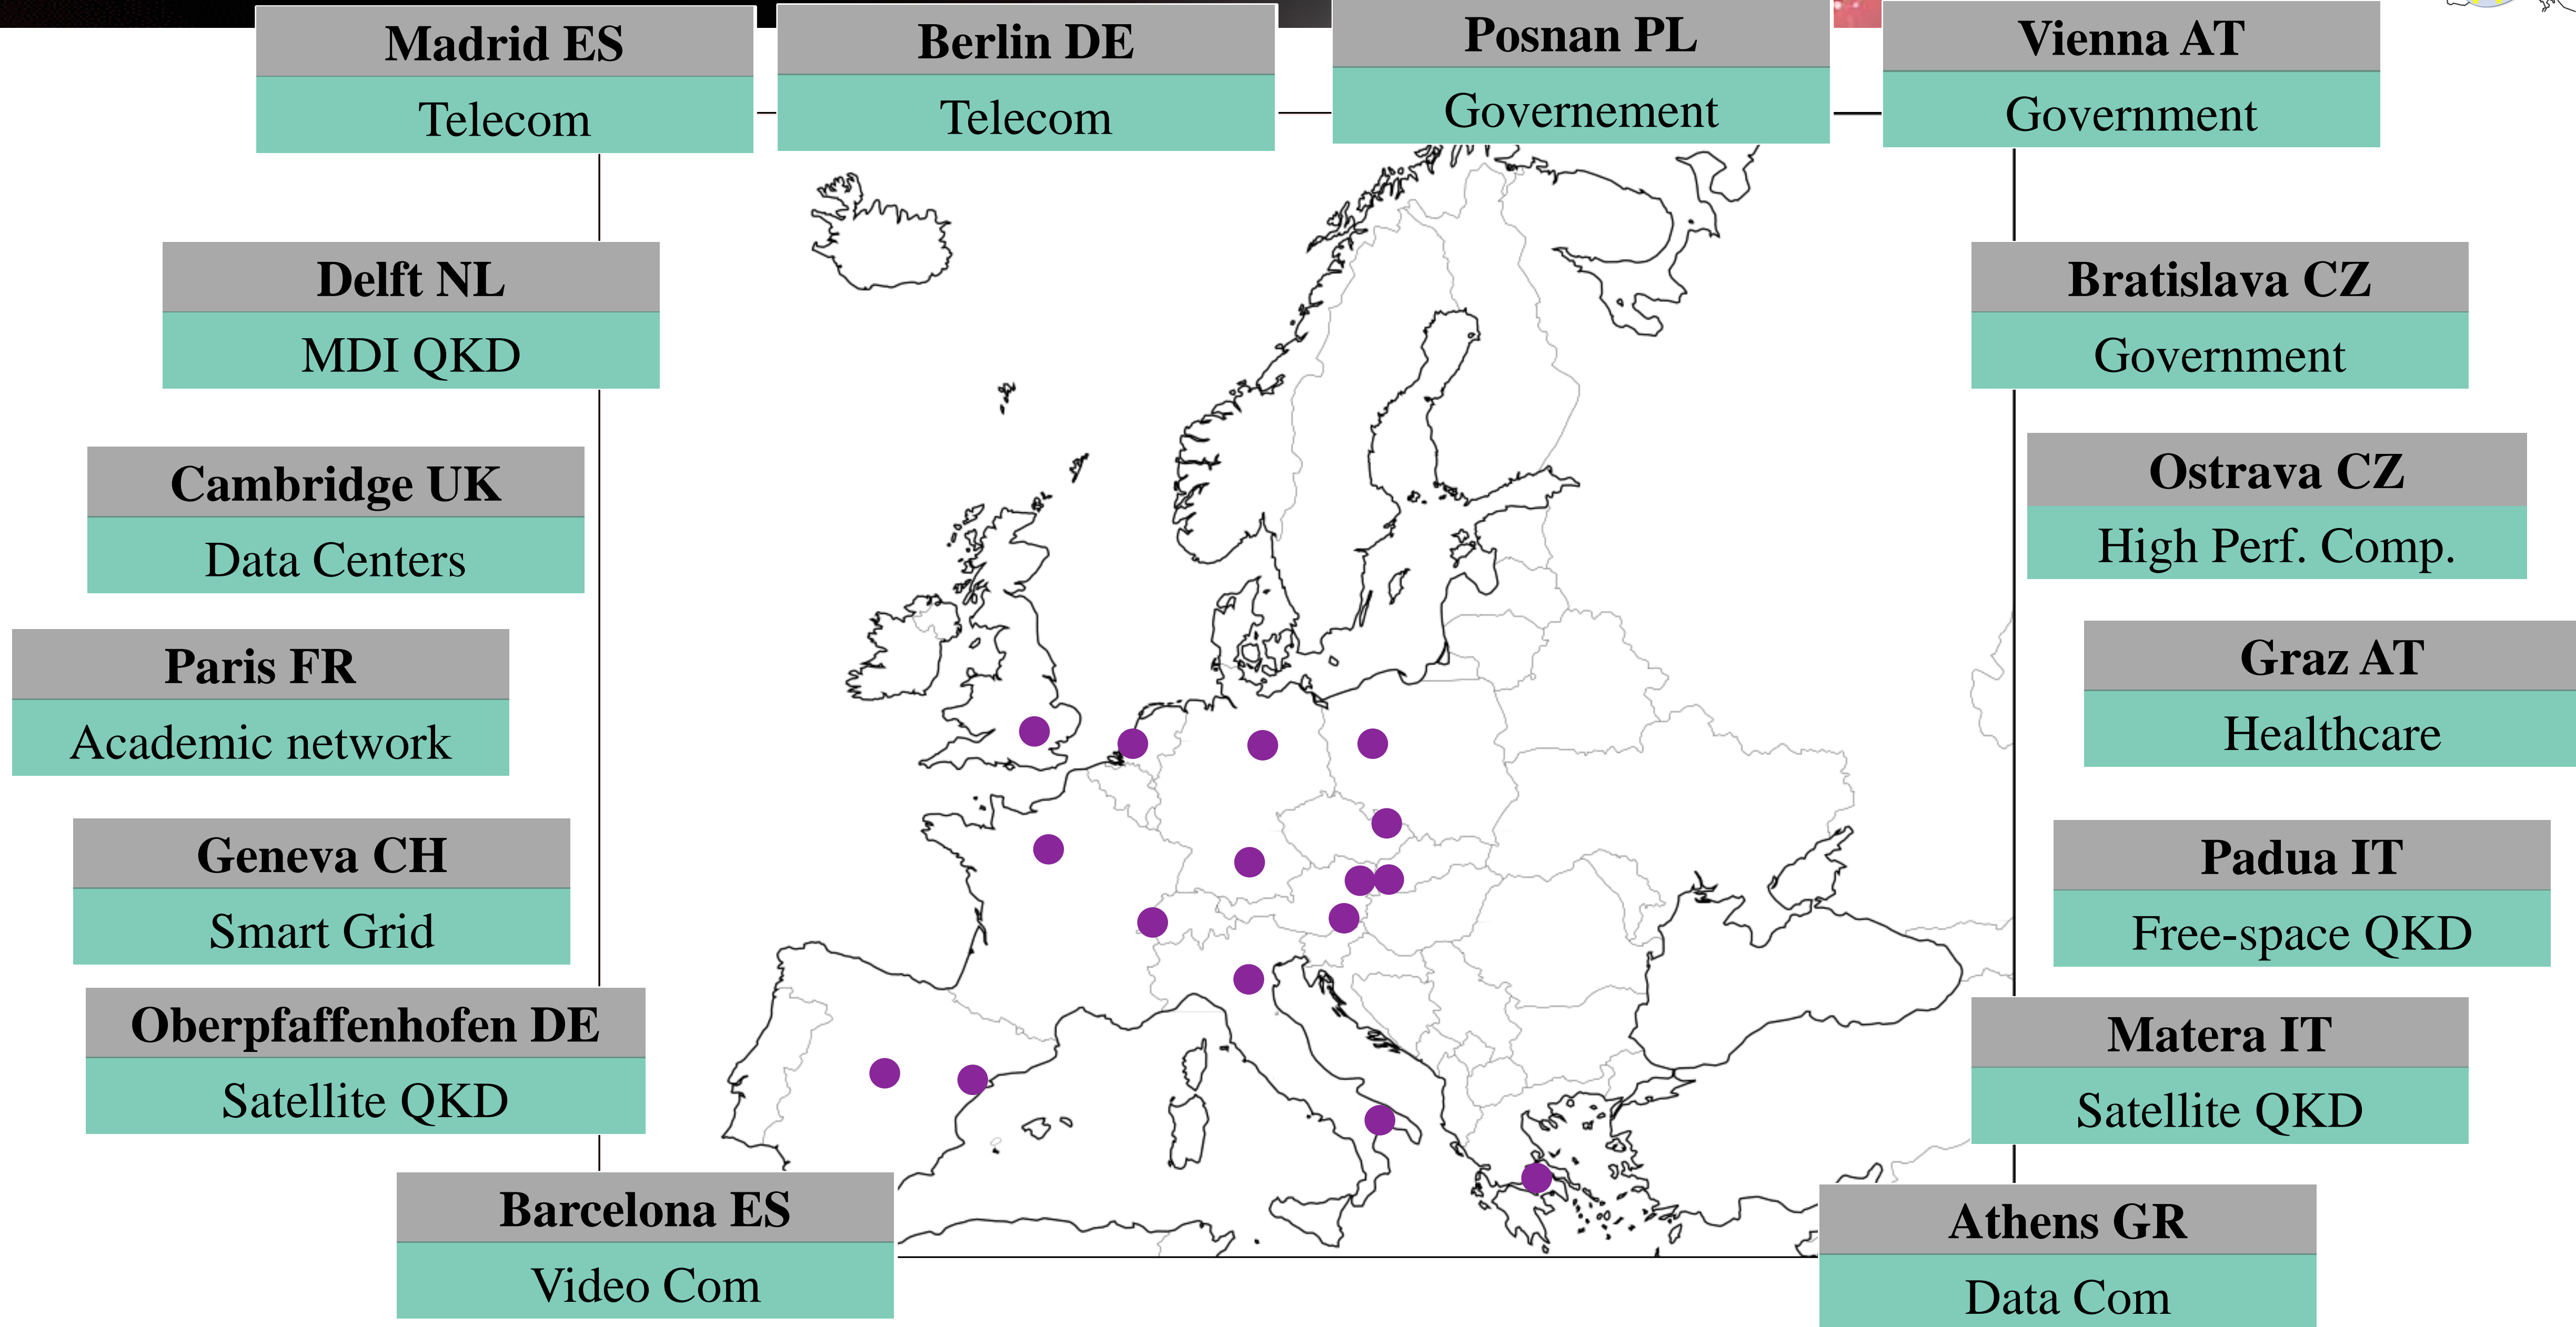 Madrid ES
Telecom
Berlin DE
Telecom
Posnan PL
Governement
Vienna AT
Government
Delft NL
MDI QKD
Bratislava CZ
Government
Cambridge UK
Data Centers
Ostrava CZ
High Perf. Comp.
Paris FR
Academic network
Graz AT
Healthcare
Geneva CH
Smart Grid
Padua IT
Free-space QKD
Oberpfaffenhofen DE
Satellite QKD
Matera IT
Satellite QKD
Barcelona ES
Video Com
Athens GR
Data Com